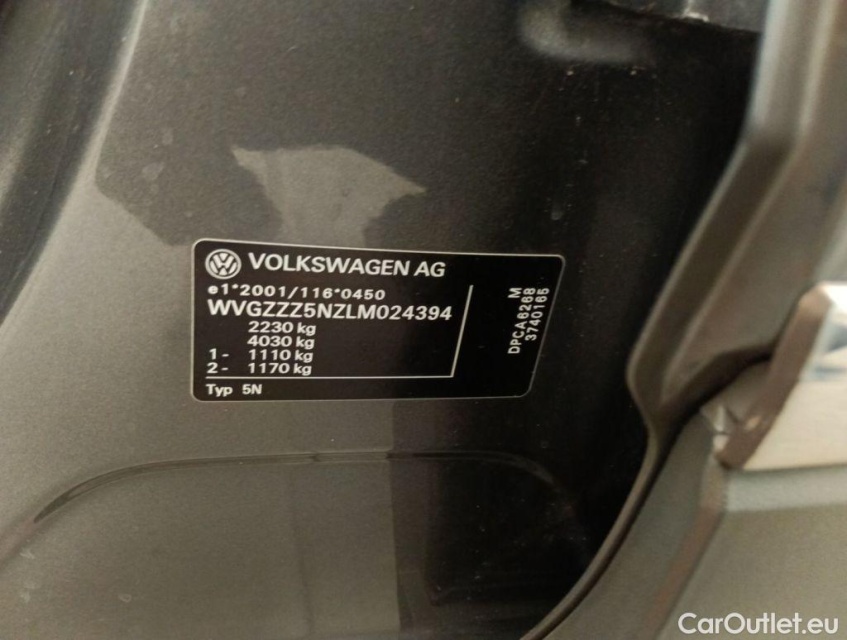 VOLKSWAGEN AG
e1*2001/116*0450
WVGZZZ5NZLM024394
2230 kg
4030 kg
1- 1110 kg
2- 1170 kg
Typ 5N
M
DPCA6268
3740165
CarOutlet.eu